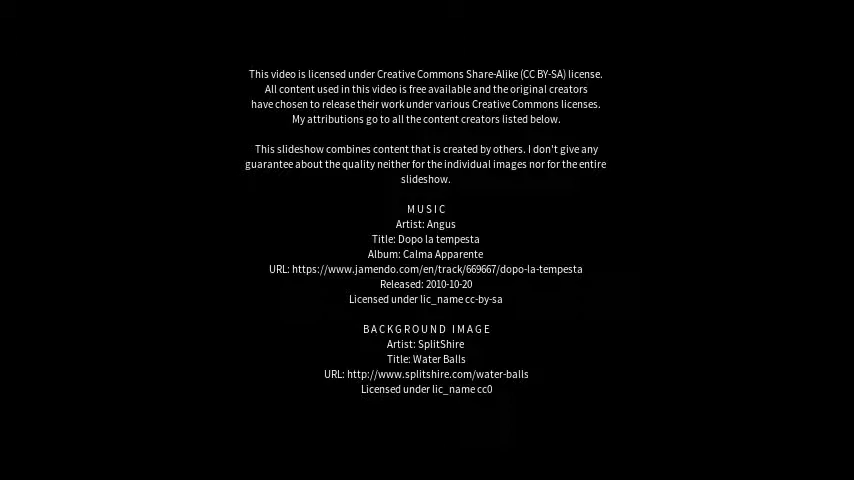 This video is licensed under Creative Commons Share-Alike (CC BY-SA) license.
All content used in this video is free available and the original creators
have chosen to release their work under various Creative Commons licenses.
My attributions go to all the content creators listed below.
This slideshow combines content that is created by others. I don't give any
guarantee about the quality neither for the individual images nor for the entire
slideshow.
MUSIC
Artist: Angus
Title: Dopo la tempesta
Album: Calma Apparente
URL: https://www.jamendo.com/en/track/669667/dopo-la-tempesta
Released: 2010-10-20
Licensed under lic_name cc-by-sa
BACKGROUND IMAGE
Artist: SplitShire
Title: Water Balls
URL: http://www.splitshire.com/water-balls
Licensed under lic_name cc0